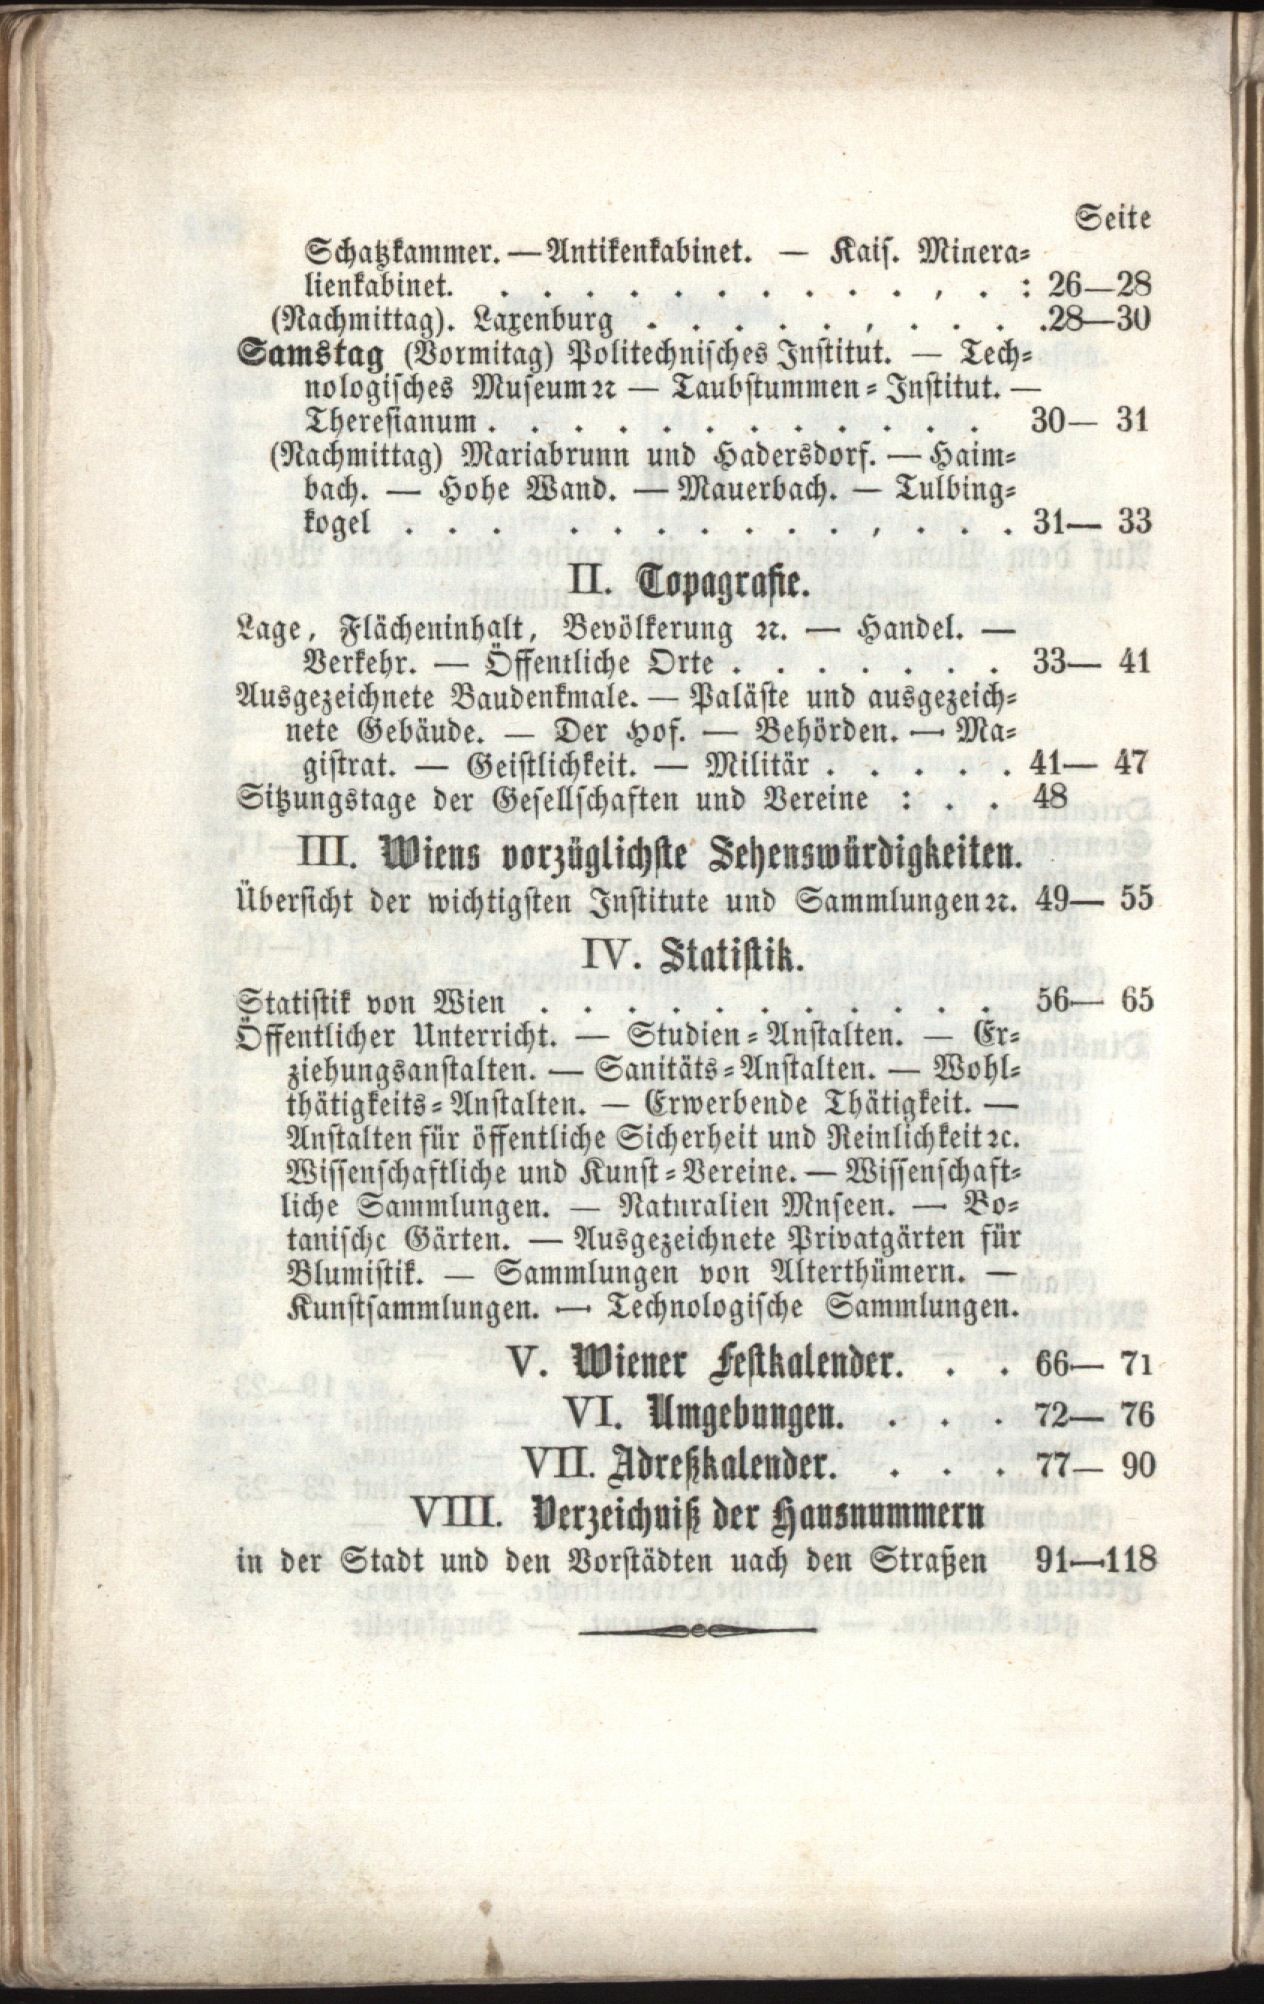 Seite
Schatzkammer. — Antikenkabinet. — Kais. Minera-
lienkabinet. . . . . . . . . . . , . : 26—28
(Nachmittag). Laxenburg . . . . . , . . . .28—30
Samstag (Vormitag) Politechnisches Institut. — Tech-
nologisches Museum ꝛc — Taubstummen-Institut. —
Theresianum . . . . . . . . . . . . 30— 31
(Nachmittag) Mariabrunn und Hadersdorf. — Haim-
bach. — Hohe Wand. — Mauerbach. — Tulbing-
kogel . . . . . . . . . . . , . . . 31— 33
II. Topagrafie.
Lage, Flächeninhalt, Bevölkerung ꝛc. — Handel. —
Verkehr. — Öffentliche Orte . . . . . . . 33— 41
Ausgezeichnete Baudenkmale. — Paläste und ausgezeich-
nete Gebäude. — Der Hof. — Behörden. — Ma-
gistrat. — Geistlichkeit. — Militär . . . . . 41— 47
Sitzungstage der Gesellschaften und Vereine : . . 48
III. Wiens vorzüglichste Sehenswürdigkeiten.
Übersicht der wichtigsten Institute und Sammlungen ꝛc. 49— 55
IV. Statistik.
Statistik von Wien . . . . . . . . . . . 56— 65
Öffentlicher Unterricht. — Studien-Anstalten. — Er-
ziehungsanstalten. — Sanitäts-Anstalten. — Wohl-
thätigkeits-Anstalten. — Erwerbende Thätigkeit. —
Anstalten für öffentliche Sicherheit und Reinlichkeit ꝛc.
Wissenschaftliche und Kunst-Vereine. — Wissenschaft-
liche Sammlungen. — Naturalien Mnseen. — Bo-
tanische Gärten. — Ausgezeichnete Privatgärten für
Blumistik. — Sammlungen von Alterthümern. —
Kunstsammlungen. — Technologische Sammlungen.
V. Wiener Festkalender. . . 66— 71
VI. Umgebungen. . . . 72— 76
VII. Adreßkalender. . . . 77— 90
VIII. Verzeichniß der Hausnummern
in der Stadt und den Vorstädten uach den Straßen 91—118